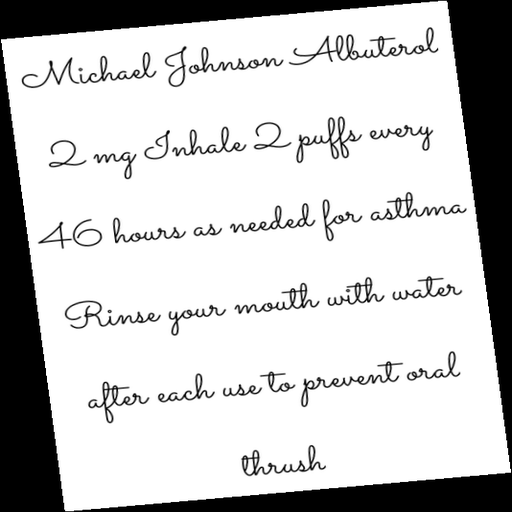 Michael Johnson Albuterol
2 mg Inhale 2 puffs every
46 hours as needed for asthma
Rinse your mouth with water
after each use to prevent oral
thrush